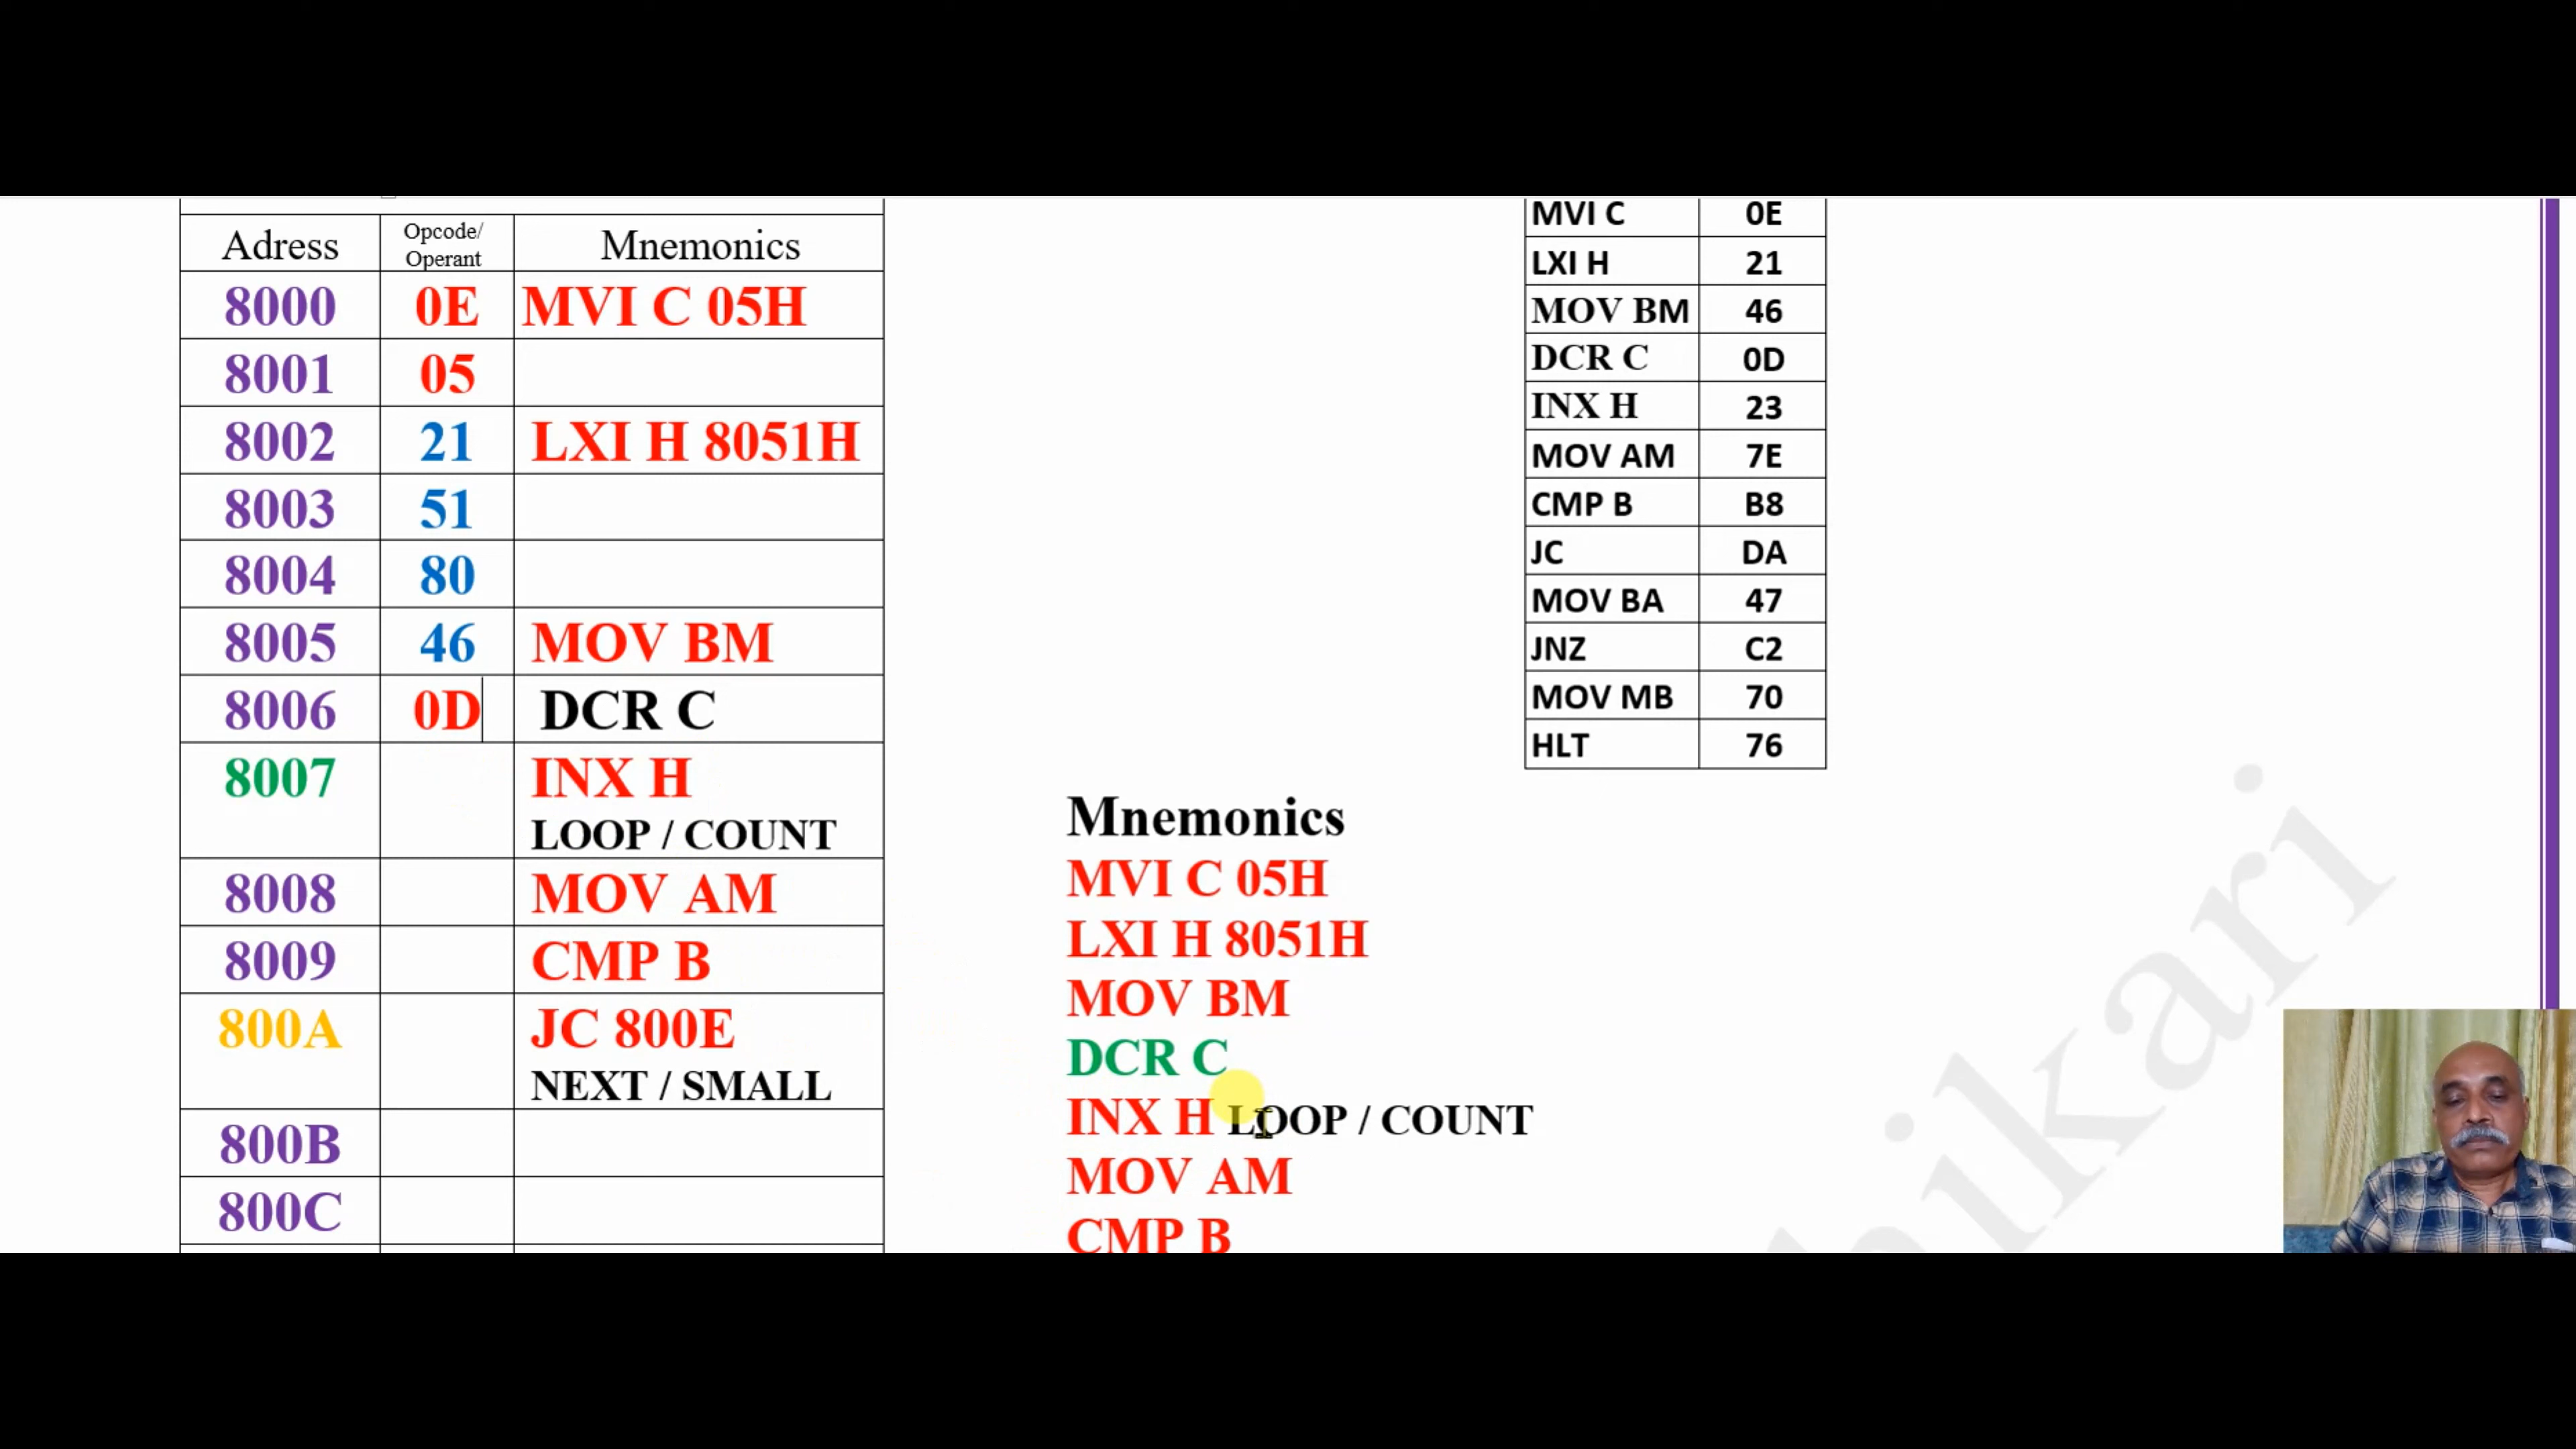 Adress Opcode/ Operant Mnemonics
8000 0E MVI C 05H
8001 05
8002 21 LXI H 8051H
8003 51
8004 80
8005 46 MOV BM
8006 0D DCR C
8007 INX H
LOOP / COUNT
8008 MOV AM
8009 CMP B
800A JC 800E
NEXT / SMALL
800B
800C
MVI C 0E
LXI H 21
MOV BM 46
DCR C 0D
INX H 23
MOV AM 7E
CMP B B8
JC DA
MOV BA 47
JNZ C2
MOV MB 70
HLT 76
Mnemonics
MVI C 05H
LXI H 8051H
MOV BM
DCR C
INX H LOOP / COUNT
MOV AM
CMP B